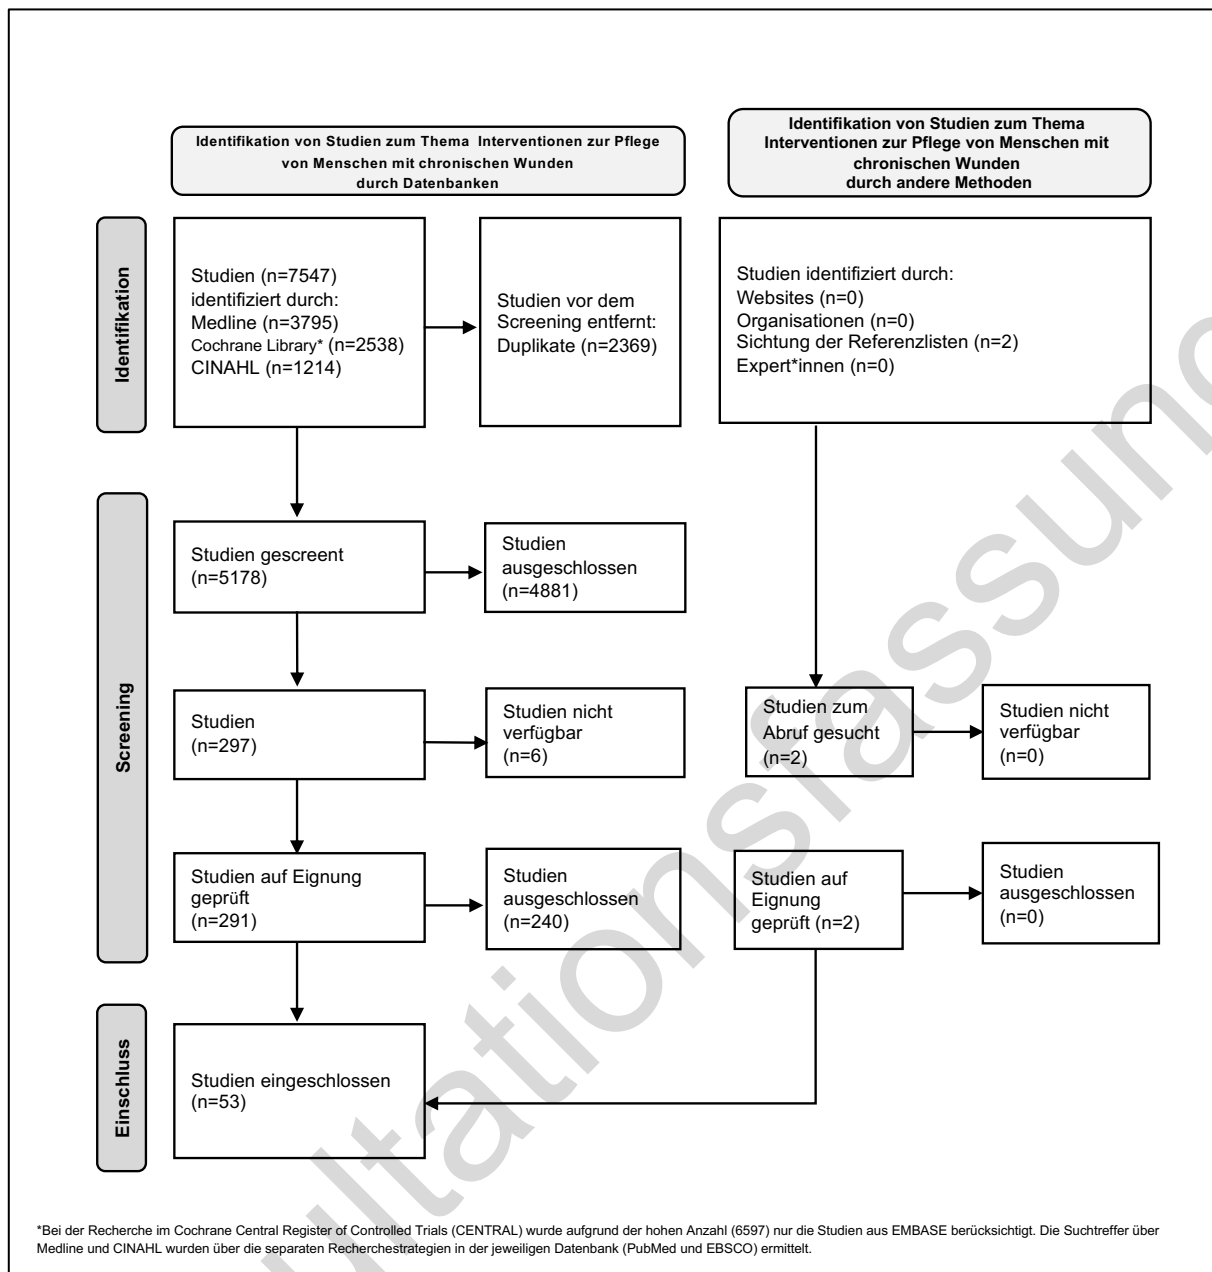 Identifikation von Studien zum Thema Interventionen zur Pflege
von Menschen mit chronischen Wunden
durch Datenbanken
Identifikation von Studien zum Thema
Interventionen zur Pflege von Menschen mit
chronischen Wunden
durch andere Methoden
Identifikation
Studien (n=7547)
identifiziert durch:
Medline (n=3795)
Cochrane Library* (n=2538)
CINAHL (n=1214)
Studien vor dem
Screening entfernt:
Duplikate (n=2369)
Studien identifiziert durch:
Websites (n=0)
Organisationen (n=0)
Sichtung der Referenzlisten (n=2)
Expert*innen (n=0)
Screening
Studien gescreent
(n=5178)
Studien
ausgeschlossen
(n=4881)
Studien
(n=297)
Studien nicht
verfügbar
(n=6)
Studien zum
Abruf gesucht
(n=2)
Studien nicht
verfügbar
(n=0)
Studien auf Eignung
geprüft
(n=291)
Studien
ausgeschlossen
(n=240)
Studien auf
Eignung
geprüft (n=2)
Studien
ausgeschlossen
(n=0)
Einschluss
Studien eingeschlossen
(n=53)
*Bei der Recherche im Cochrane Central Register of Controlled Trials (CENTRAL) wurde aufgrund der hohen Anzahl (6597) nur die Studien aus EMBASE berücksichtigt. Die Suchtreffer über
Medline und CINAHL wurden über die separaten Recherchestrategien in der jeweiligen Datenbank (PubMed und EBSCO) ermittelt.
ultationsfassung